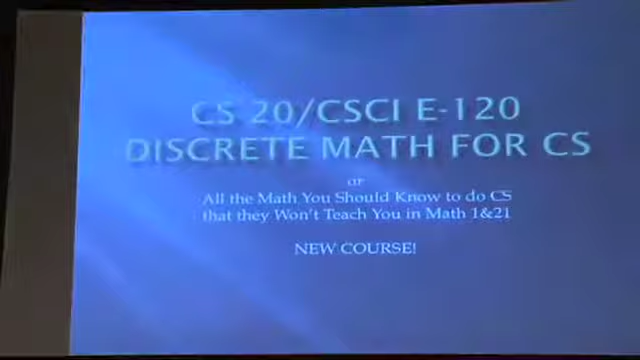 CS 20/CSCI E-120
DISCRETE MATH FOR CS
or
All the Math You Should Know to do CS
that they Won't Teach You in Math 1&21
NEW COURSE!